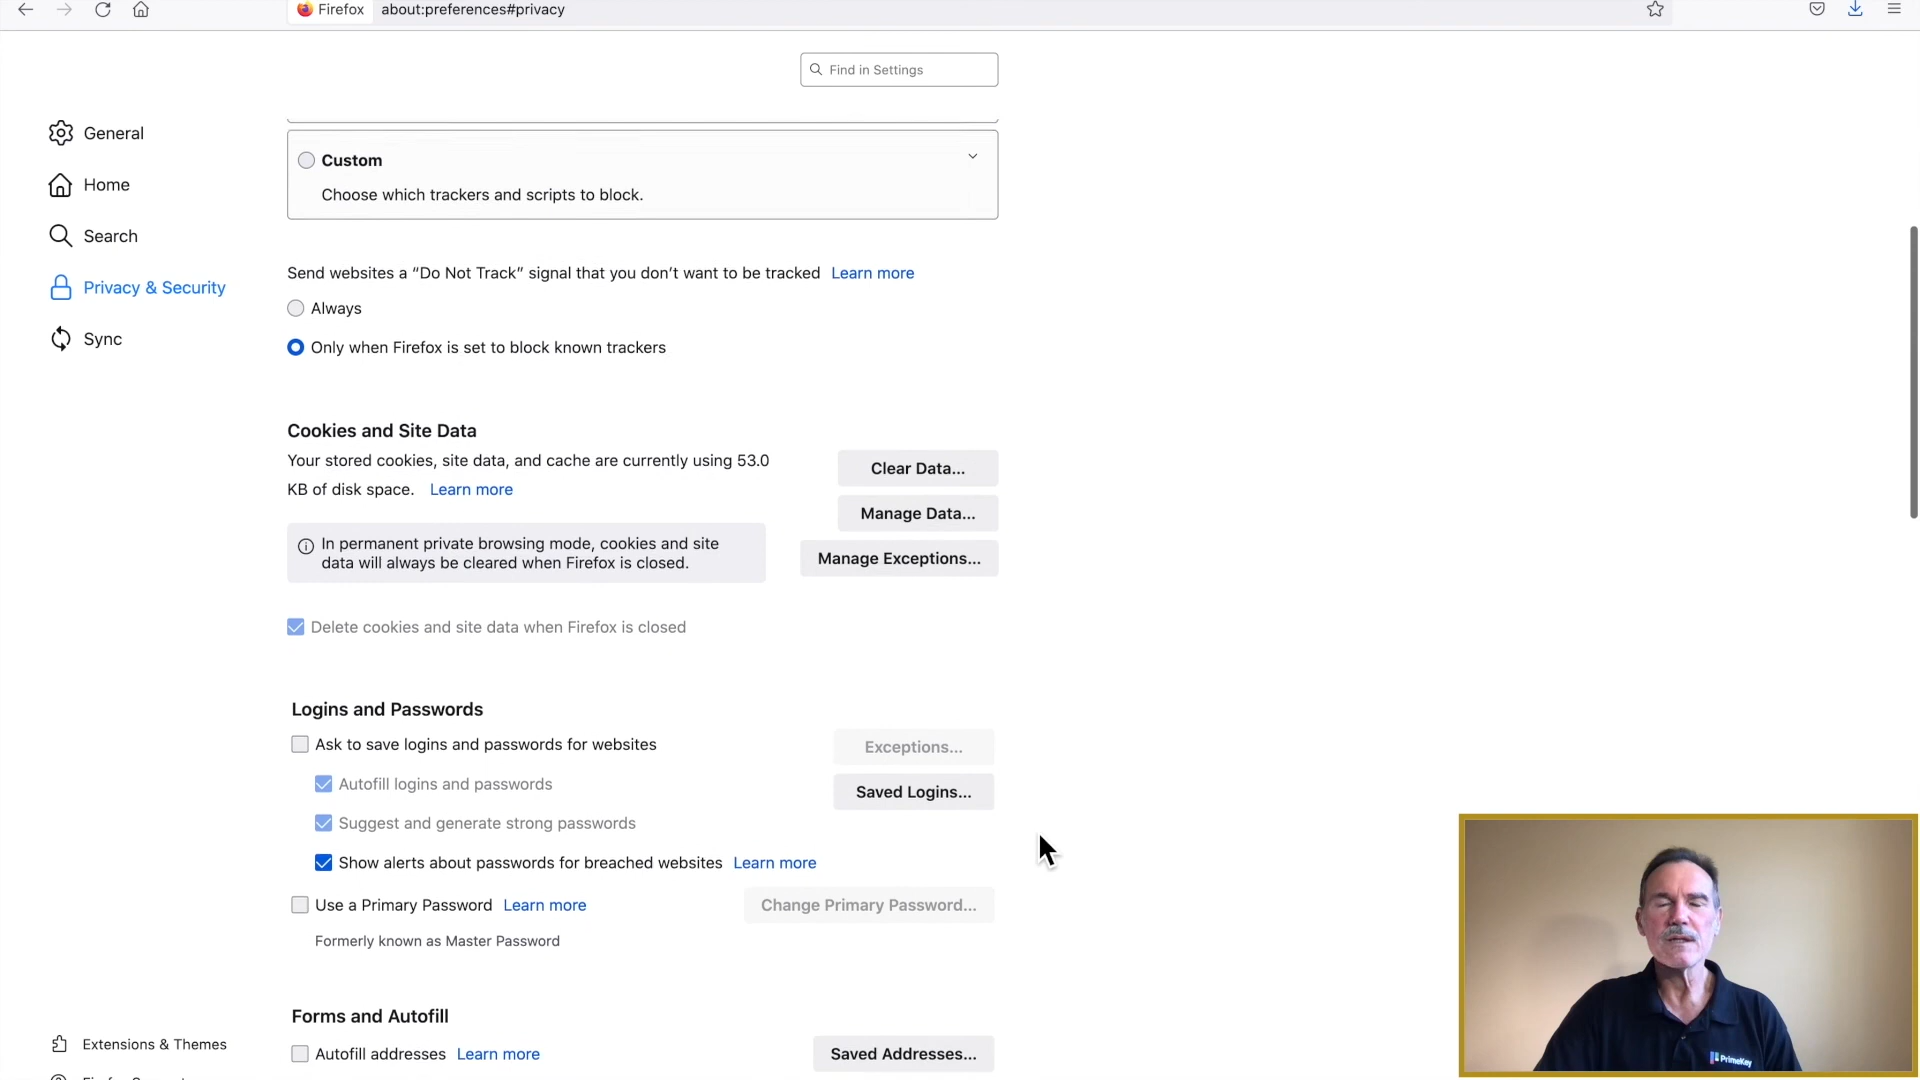 Firefox about:preferences#privacy
Find in Settings
General
Home
Search
Privacy & Security
Sync
Extensions & Themes
Custom
Choose which trackers and scripts to block.
Send websites a “Do Not Track” signal that you don’t want to be tracked Learn more
Always
Only when Firefox is set to block known trackers
Cookies and Site Data
Your stored cookies, site data, and cache are currently using 53.0
KB of disk space. Learn more
Clear Data...
Manage Data...
Manage Exceptions...
In permanent private browsing mode, cookies and site
data will always be cleared when Firefox is closed.
Delete cookies and site data when Firefox is closed
Logins and Passwords
Ask to save logins and passwords for websites
Exceptions...
Autofill logins and passwords
Saved Logins...
Suggest and generate strong passwords
Show alerts about passwords for breached websites Learn more
Use a Primary Password Learn more
Change Primary Password...
Formerly known as Master Password
Forms and Autofill
Autofill addresses Learn more
Saved Addresses...
PrimeKey